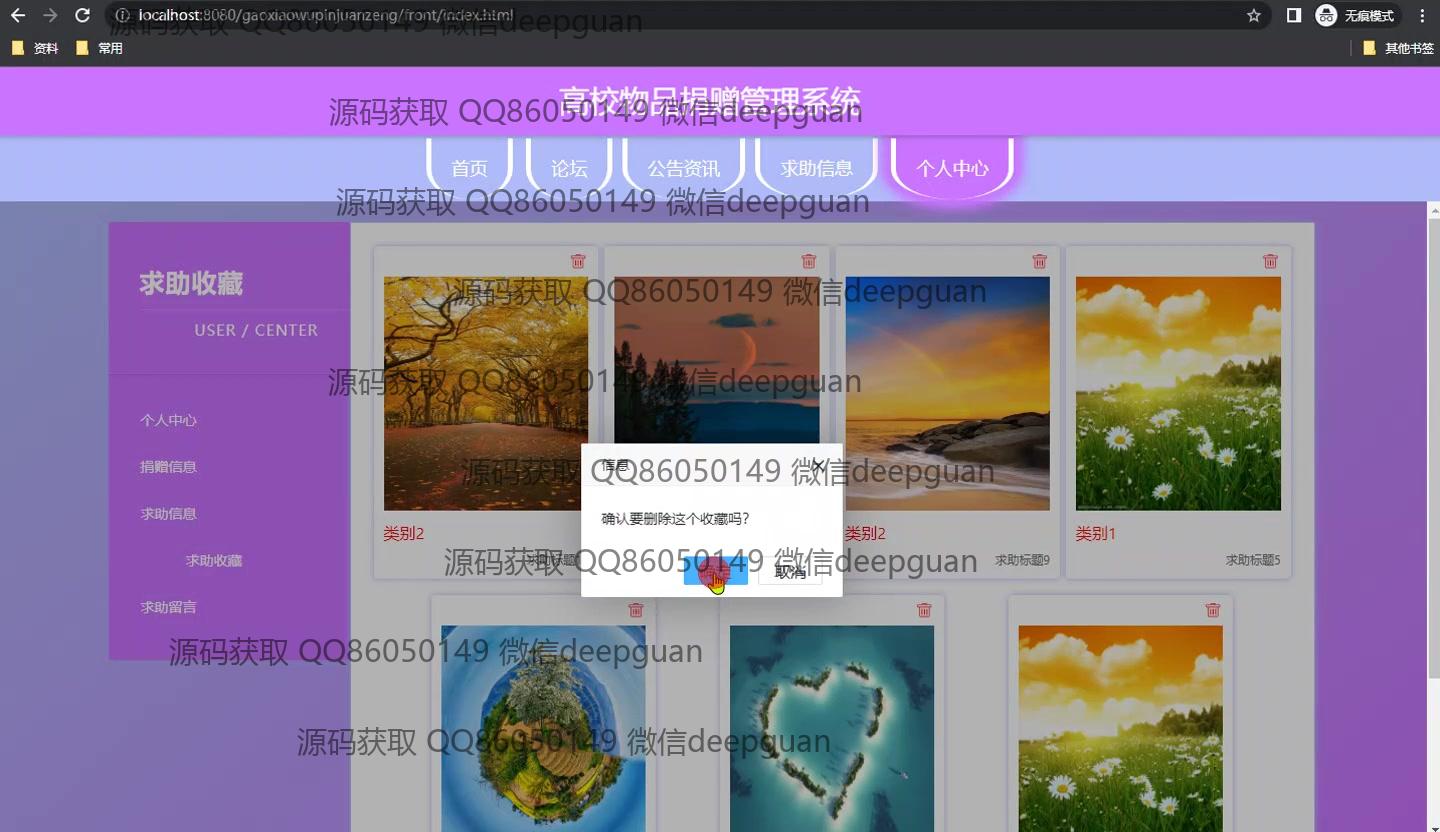 localhost:8080/gaoxiaowupinjuanzeng/front/index.html
无痕模式
源码获取 QQ86050149 微信deepguan
资料
常用
其他书签
高校物品捐赠管理系统
源码获取 QQ86050149 微信deepguan
首页
论坛
公告资讯
求助信息
个人中心
源码获取 QQ86050149 微信deepguan
求助收藏
USER / CENTER
源码获取 QQ86050149 微信deepguan
源码获取 QQ86050149 微信deepguan
个人中心
捐赠信息
求助信息
求助收藏
求助留言
信息
源码获取 QQ86050149 微信deepguan
确认要删除这个收藏吗?
类别2
类别2
类别1
求助标题
求助标题9
求助标题5
源码获取 QQ86050149 微信deepguan
取消
源码获取 QQ86050149 微信deepguan
源码获取 QQ86050149 微信deepguan